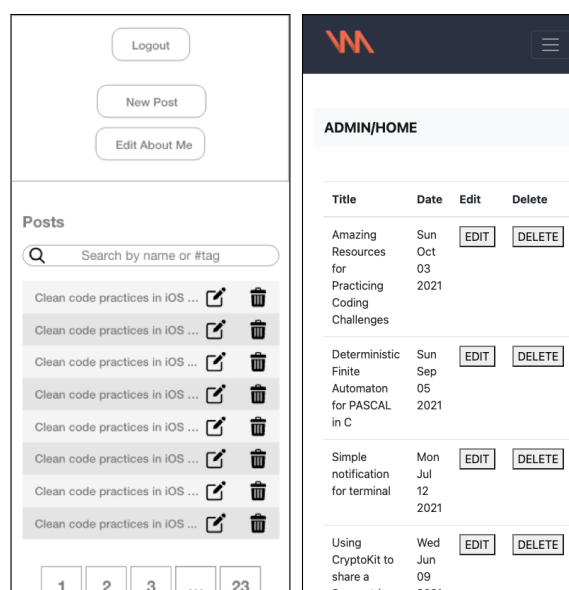 Logout
New Post
Edit About Me
Posts
Search by name or #tag
Clean code practices in iOS ...
Clean code practices in iOS ...
Clean code practices in iOS ...
Clean code practices in iOS ...
Clean code practices in iOS ...
Clean code practices in iOS ...
Clean code practices in iOS ...
Clean code practices in iOS ...
1 2 3 ... 23
ADMIN/HOME
Title Date Edit Delete
Amazing Sun EDIT DELETE
Resources Oct
for 03
Practicing 2021
Coding
Challenges
Deterministic Sun EDIT DELETE
Finite Sep
Automaton 05
for PASCAL 2021
in C
Simple Mon EDIT DELETE
notification Jul
for terminal 12
2021
Using Wed EDIT DELETE
CryptoKit to Jun
share a 09